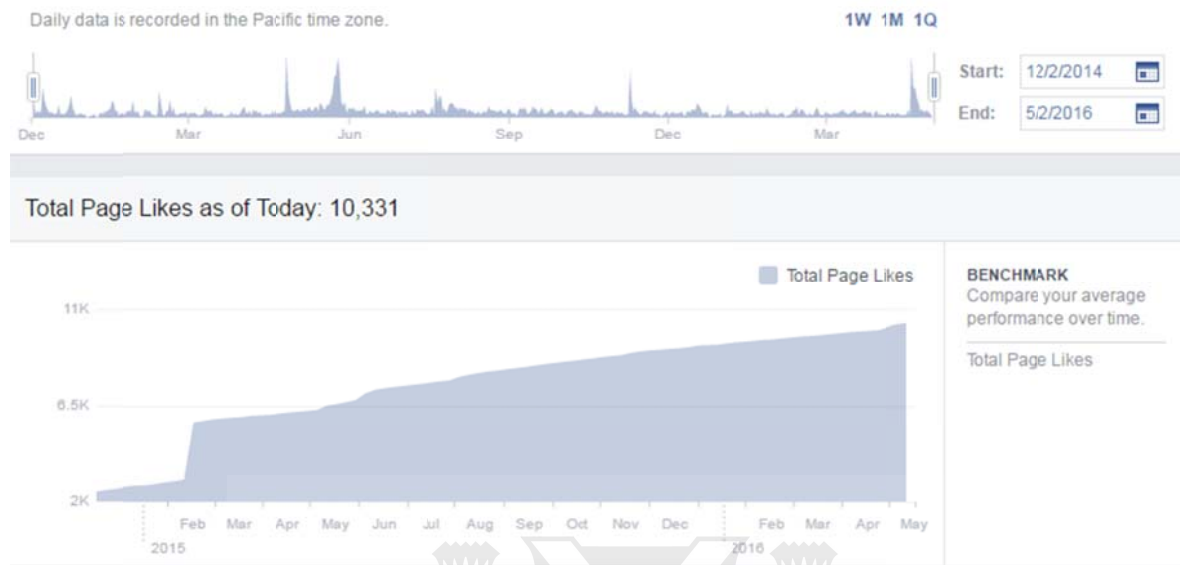 Daily data is recorded in the Pacific time zone.
1W 1M 1Q
Start: 12/2/2014
End: 5/2/2016
Dec Mar Jun Sep Dec Mar
Total Page Likes as of Today: 10,331
Total Page Likes
BENCHMARK
Compare your average
performance over time.
Total Page Likes
11K
6.5K
2K
Feb Mar Apr May Jun Jul Aug Sep Oct Nov Dec Feb Mar Apr May
2015 2016